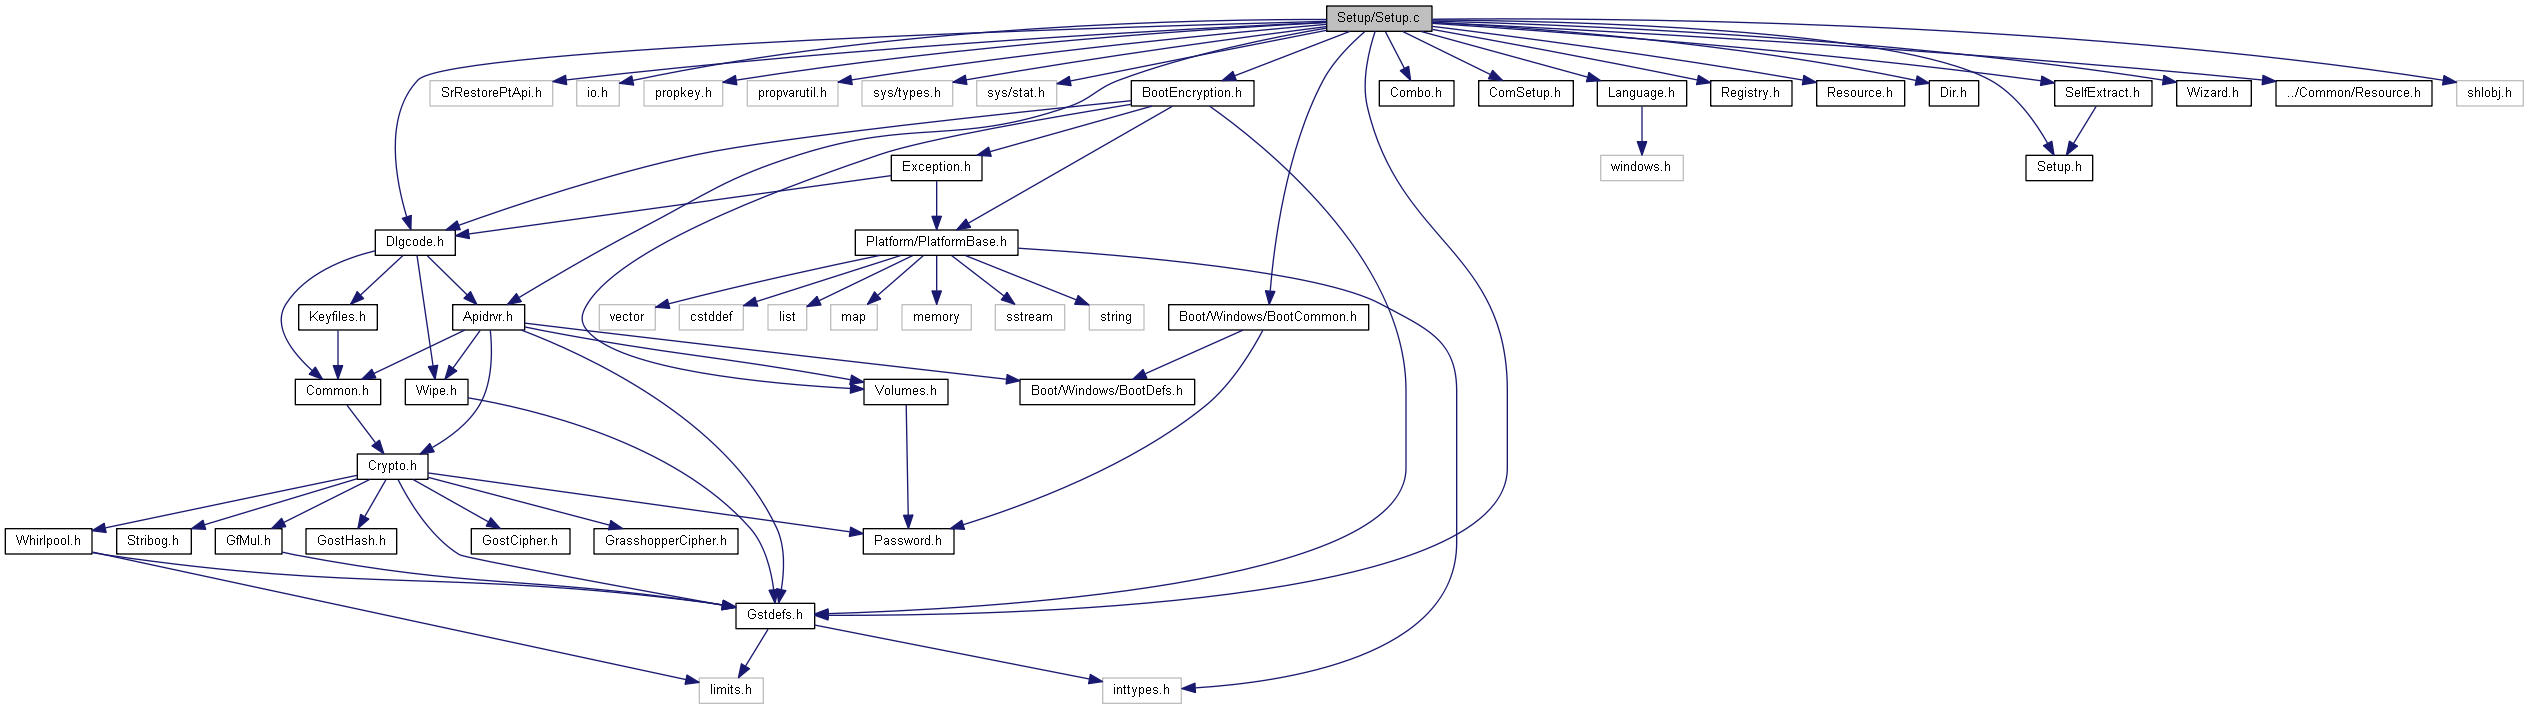 Setup/Setup.c
SrRestorePtApi.h
io.h
propkey.h
propvarutil.h
sys/types.h
sys/stat.h
BootEncryption.h
Combo.h
ComSetup.h
Language.h
Registry.h
Resource.h
Dir.h
SelfExtract.h
Wizard.h
../Common/Resource.h
shlobj.h
Exception.h
windows.h
Setup.h
Dlgcode.h
Platform/PlatformBase.h
Keyfiles.h
Apidrvr.h
vector
cstddef
list
map
memory
sstream
string
Boot/Windows/BootCommon.h
Common.h
Wipe.h
Volumes.h
Boot/Windows/BootDefs.h
Crypto.h
Whirlpool.h
Stribog.h
GfMul.h
GostHash.h
GostCipher.h
GrasshopperCipher.h
Password.h
Gstdefs.h
limits.h
inttypes.h